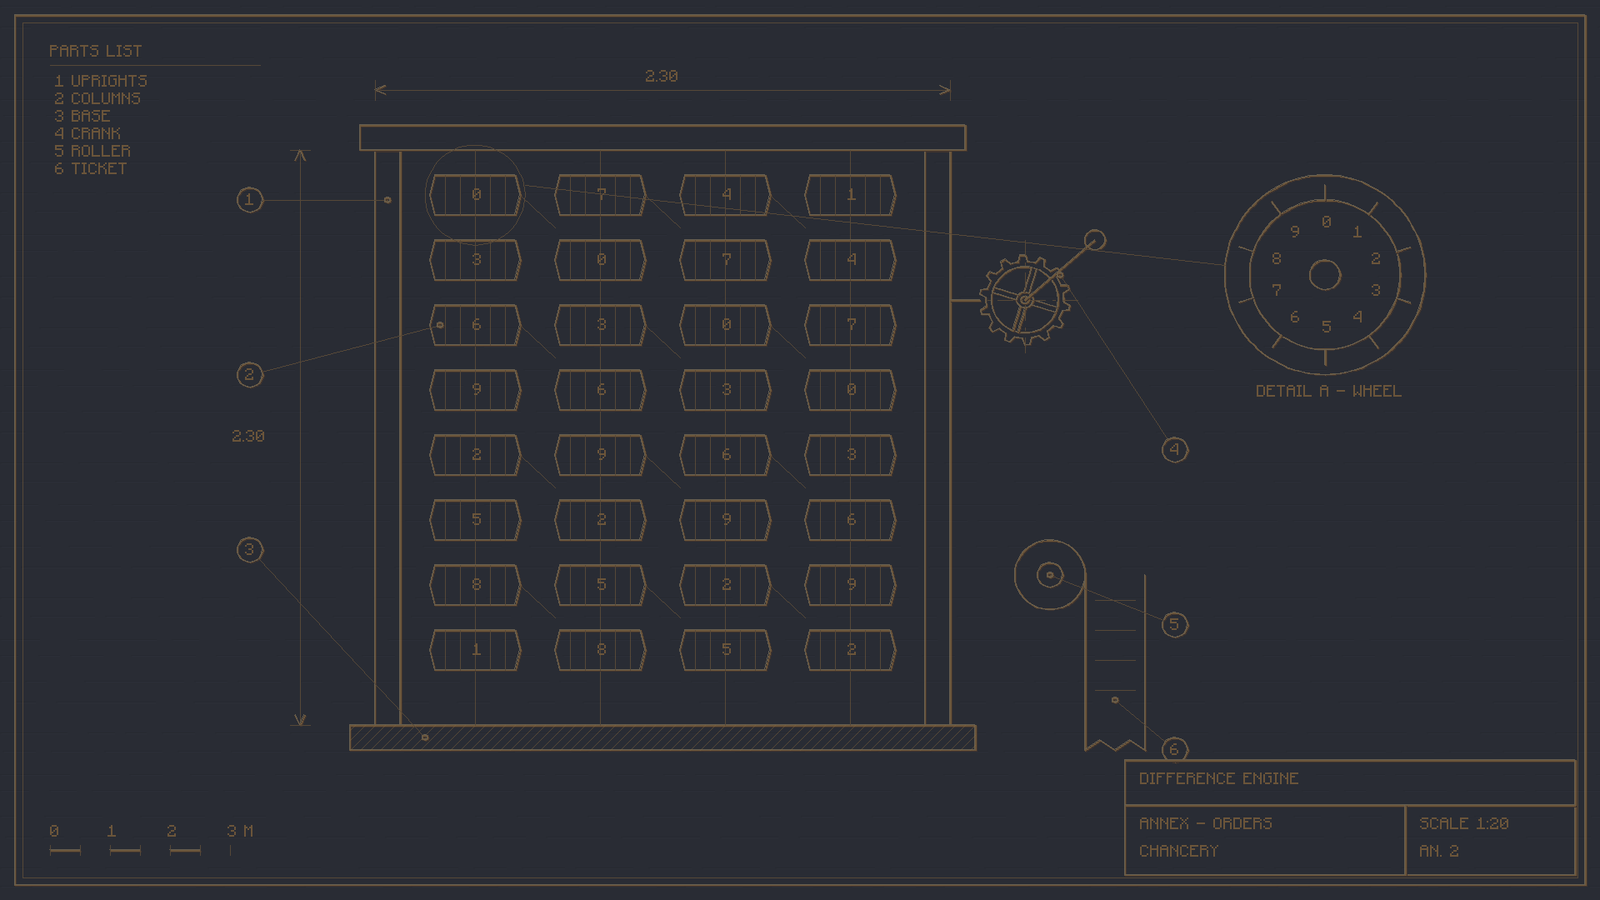 PARTS LIST
1 UPRIGHTS
2 COLUMNS
3 BASE
4 CRANK
5 ROLLER
6 TICKET
2.30
0 7 4 1
3 0 7 4
6 3 0 7
9 6 3 0
2 9 6 3
5 2 9 6
8 5 2 9
1 8 5 2
2.30
1
2
3
0 1 2 3 4 5 6 7 8 9
DETAIL A - WHEEL
4
5
6
DIFFERENCE ENGINE
ANNEX - ORDERS
CHANCERY
SCALE 1:20
AN. 2
0 1 2 3 M